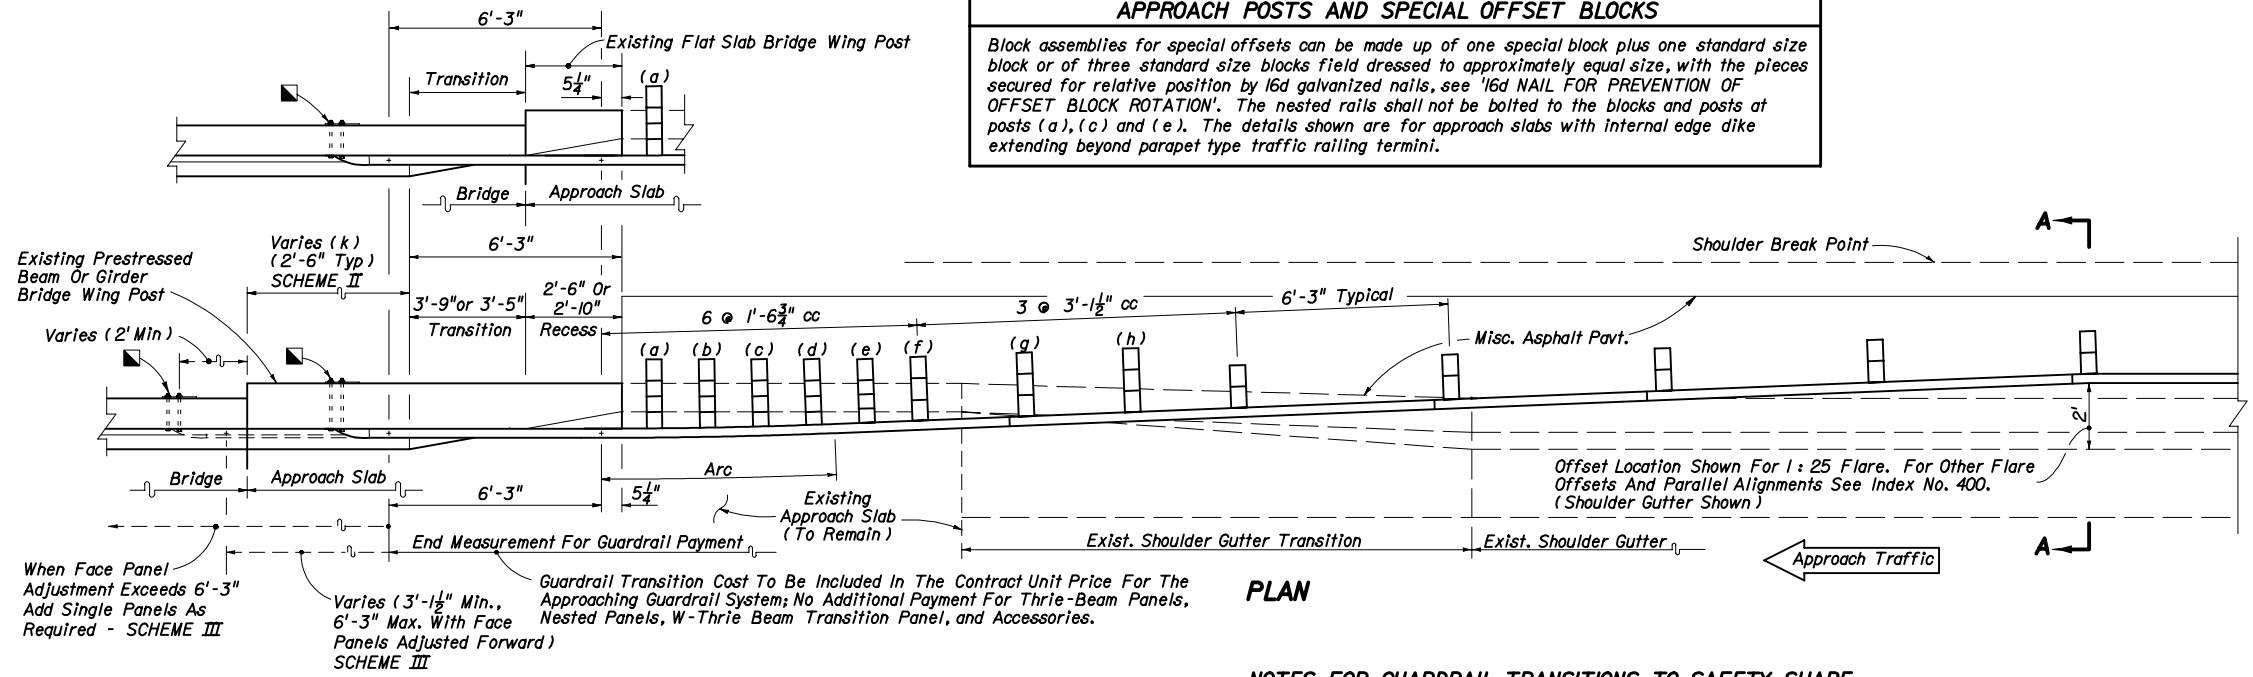 APPROACH POSTS AND SPECIAL OFFSET BLOCKS
Block assemblies for special offsets can be made up of one special block plus one standard size
block or of three standard size blocks field dressed to approximately equal size, with the pieces
secured for relative position by 16d galvanized nails, see '16d NAIL FOR PREVENTION OF
OFFSET BLOCK ROTATION'. The nested rails shall not be bolted to the blocks and posts at
posts (a), (c) and (e). The details shown are for approach slabs with internal edge dike
extending beyond parapet type traffic railing termini.
6'-3"
Existing Flat Slab Bridge Wing Post
Transition
5¼"
(a)
Bridge
Approach Slab
Existing Prestressed
Beam Or Girder
Bridge Wing Post
Varies (k)
(2'-6" Typ)
SCHEME II
6'-3"
3'-9" or 3'-5"
Transition
2'-6" Or
2'-10"
Recess
Varies (2' Min)
6 @ 1'-6¾" cc
3 @ 3'-1½" cc
6'-3" Typical
Shoulder Break Point
A
Misc. Asphalt Pavt.
(a)
(b)
(c)
(d)
(e)
(f)
(g)
(h)
2'
Bridge
Approach Slab
6'-3"
5¼"
Arc
Existing
Approach Slab
(To Remain)
Offset Location Shown For 1 : 25 Flare. For Other Flare
Offsets And Parallel Alignments See Index No. 400.
(Shoulder Gutter Shown)
End Measurement For Guardrail Payment
Exist. Shoulder Gutter Transition
Exist. Shoulder Gutter
A
Approach Traffic
When Face Panel
Adjustment Exceeds 6'-3"
Add Single Panels As
Required - SCHEME III
Varies (3'-1½" Min.,
6'-3" Max. With Face
Panels Adjusted Forward)
SCHEME III
Guardrail Transition Cost To Be Included In The Contract Unit Price For The
Approaching Guardrail System; No Additional Payment For Thrie-Beam Panels,
Nested Panels, W-Thrie Beam Transition Panel, and Accessories.
PLAN
NOTES FOR GUARDRAIL TRANSITIONS TO SAFETY SHAPE